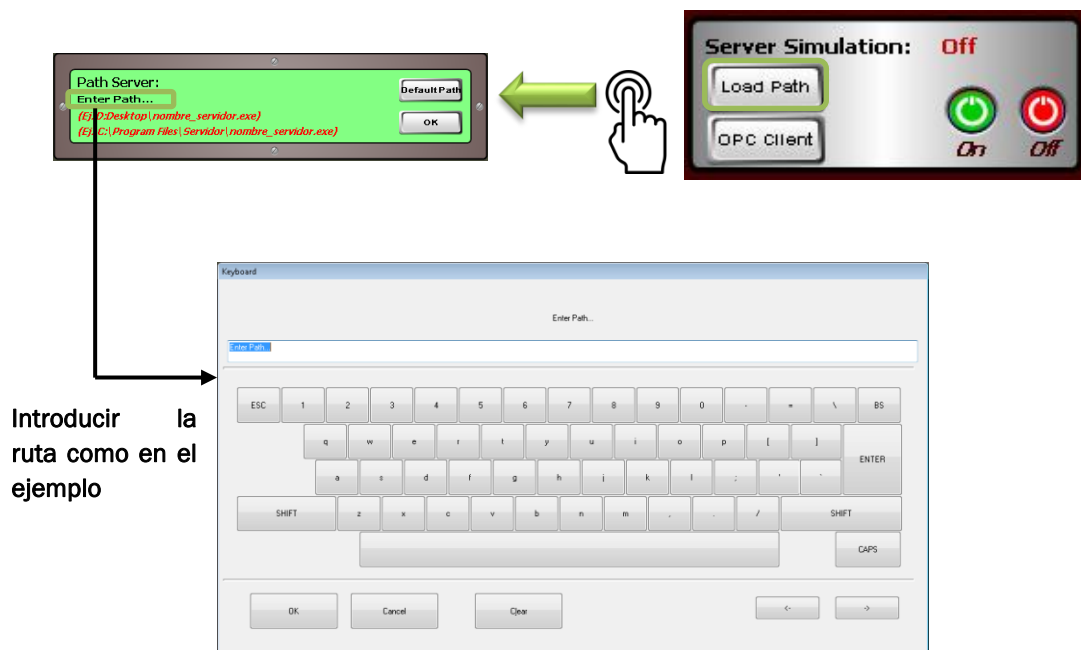 Server Simulation: Off
Load Path
OPC Client
On Off
Path Server:
Enter Path...
(Ej. D:Desktop\nombre_servidor.exe)
(Ej. C:\Program Files\Servidor\nombre_servidor.exe)
Default Path
OK
Keyboard
Enter Path...
Enter Path...
ESC 1 2 3 4 5 6 7 8 9 0 - = \ BS
q w e r t y u i o p [ ] ENTER
a s d f g h j k l ; ' `
SHIFT z x c v b n m , . / SHIFT
CAPS
OK Cancel Clear <- ->
Introducir la
ruta como en el
ejemplo